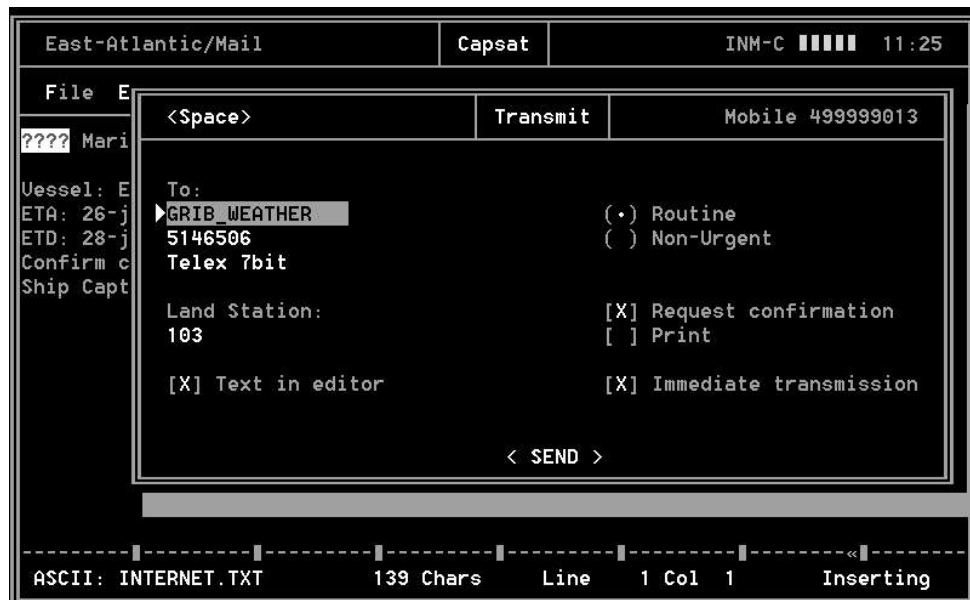 East-Atlantic/Mail Capsat INM-C 11:25
File E
<Space> Transmit Mobile 499999013
???? Mari
Vessel: E To:
ETA: 26-j GRIB_WEATHER (•) Routine
ETD: 28-j 5146506 ( ) Non-Urgent
Confirm c Telex 7bit
Ship Capt
Land Station: [X] Request confirmation
103 [ ] Print
[X] Text in editor [X] Immediate transmission
< SEND >
ASCII: INTERNET.TXT 139 Chars Line 1 Col 1 Inserting